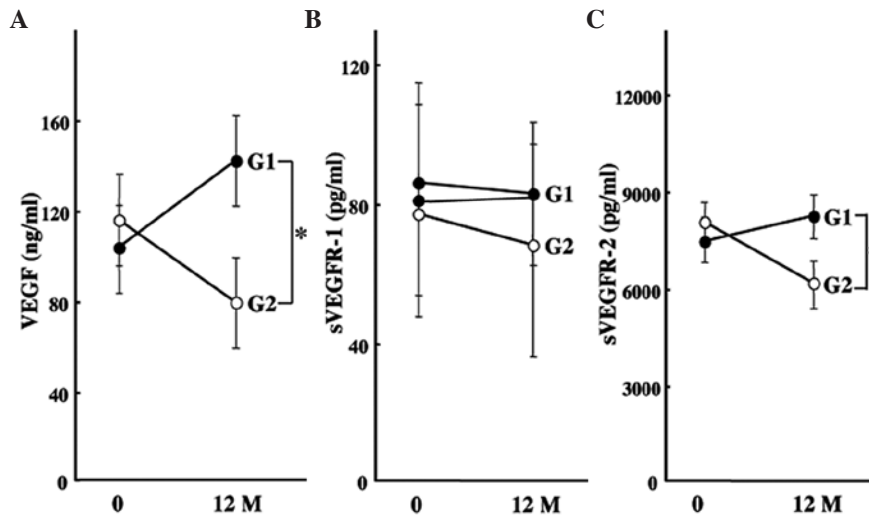 A
VEGF (ng/ml)
160
120
80
40
0
0
12 M
G1
G2
*
B
sVEGFR-1 (pg/ml)
120
80
40
0
0
12 M
G1
G2
C
sVEGFR-2 (pg/ml)
12000
9000
6000
3000
0
0
12 M
G1
G2